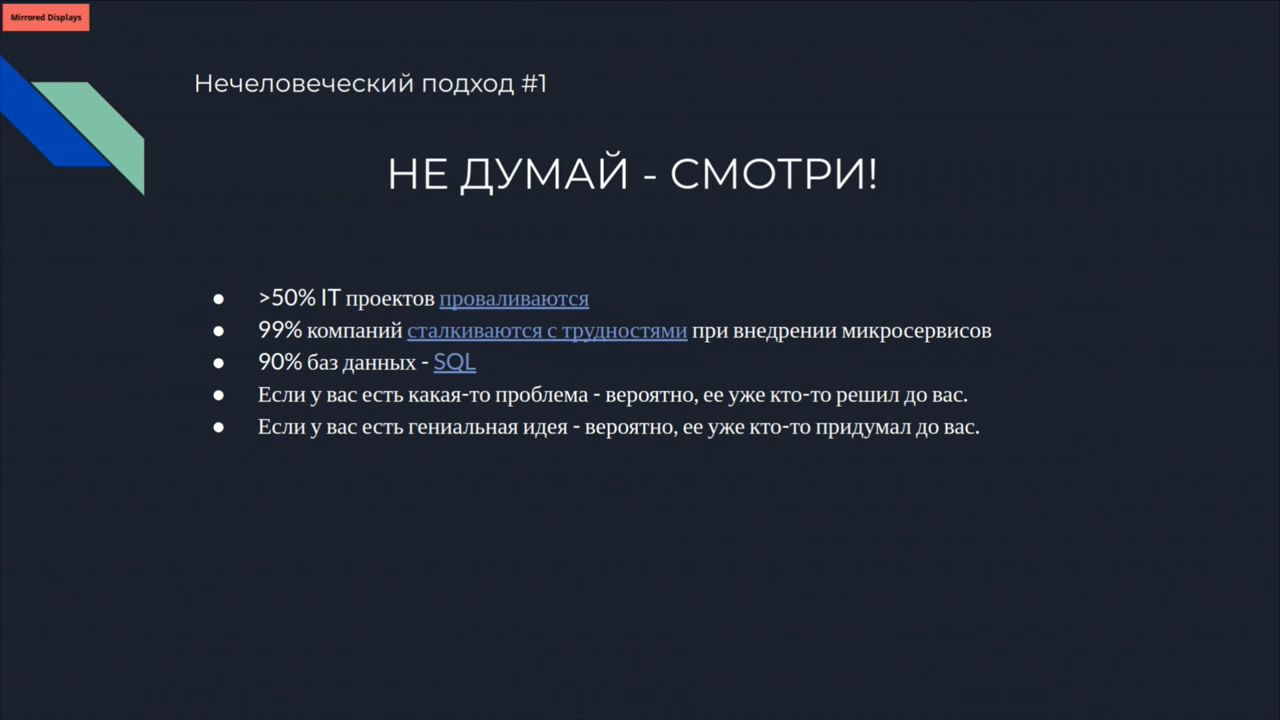 Mirrored Displays
Нечеловеческий подход #1
НЕ ДУМАЙ - СМОТРИ!
● >50% IT проектов проваливаются
● 99% компаний сталкиваются с трудностями при внедрении микросервисов
● 90% баз данных - SQL
● Если у вас есть какая-то проблема - вероятно, ее уже кто-то решил до вас.
● Если у вас есть гениальная идея - вероятно, ее уже кто-то придумал до вас.